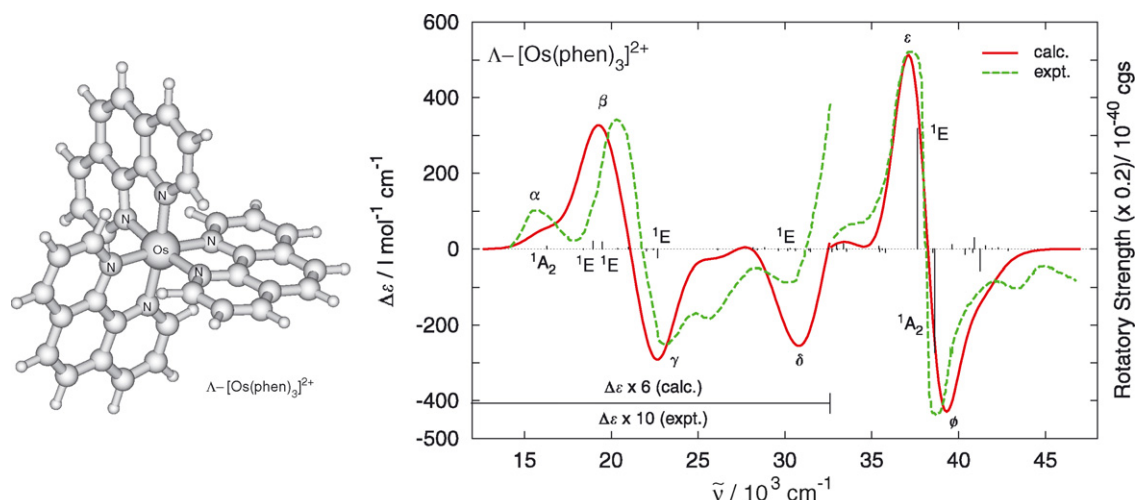 N
N
N
Os
N
N
N
Λ–[Os(phen)₃]²⁺
Δε / l mol⁻¹ cm⁻¹
600
400
200
0
-200
-400
-500
Λ–[Os(phen)₃]²⁺
calc.
expt.
α
β
γ
δ
ε
ϕ
¹A₂
¹E
¹E
¹E
¹E
¹E
¹A₂
Δε x 6 (calc.)
Δε x 10 (expt.)
15
20
25
30
35
40
45
ν̃ / 10³ cm⁻¹
Rotatory Strength (x 0.2)/ 10⁻⁴⁰ cgs